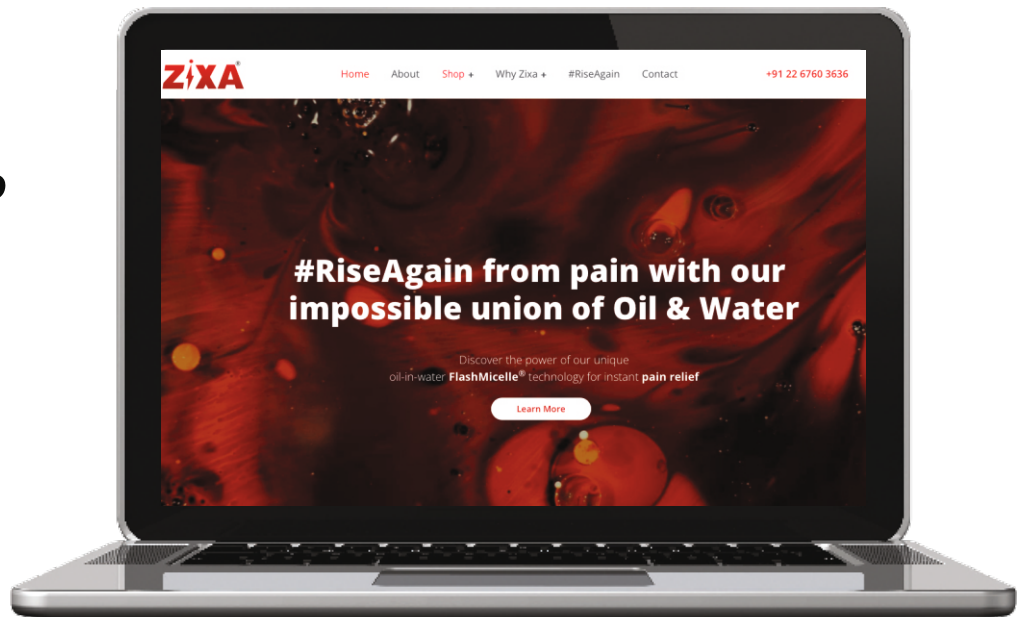 ZiXA®
Home About Shop + Why Zixa + #RiseAgain Contact +91 22 6760 3636
#RiseAgain from pain with our
impossible union of Oil & Water
Discover the power of our unique
oil-in-water FlashMicelle® technology for instant pain relief
Learn More